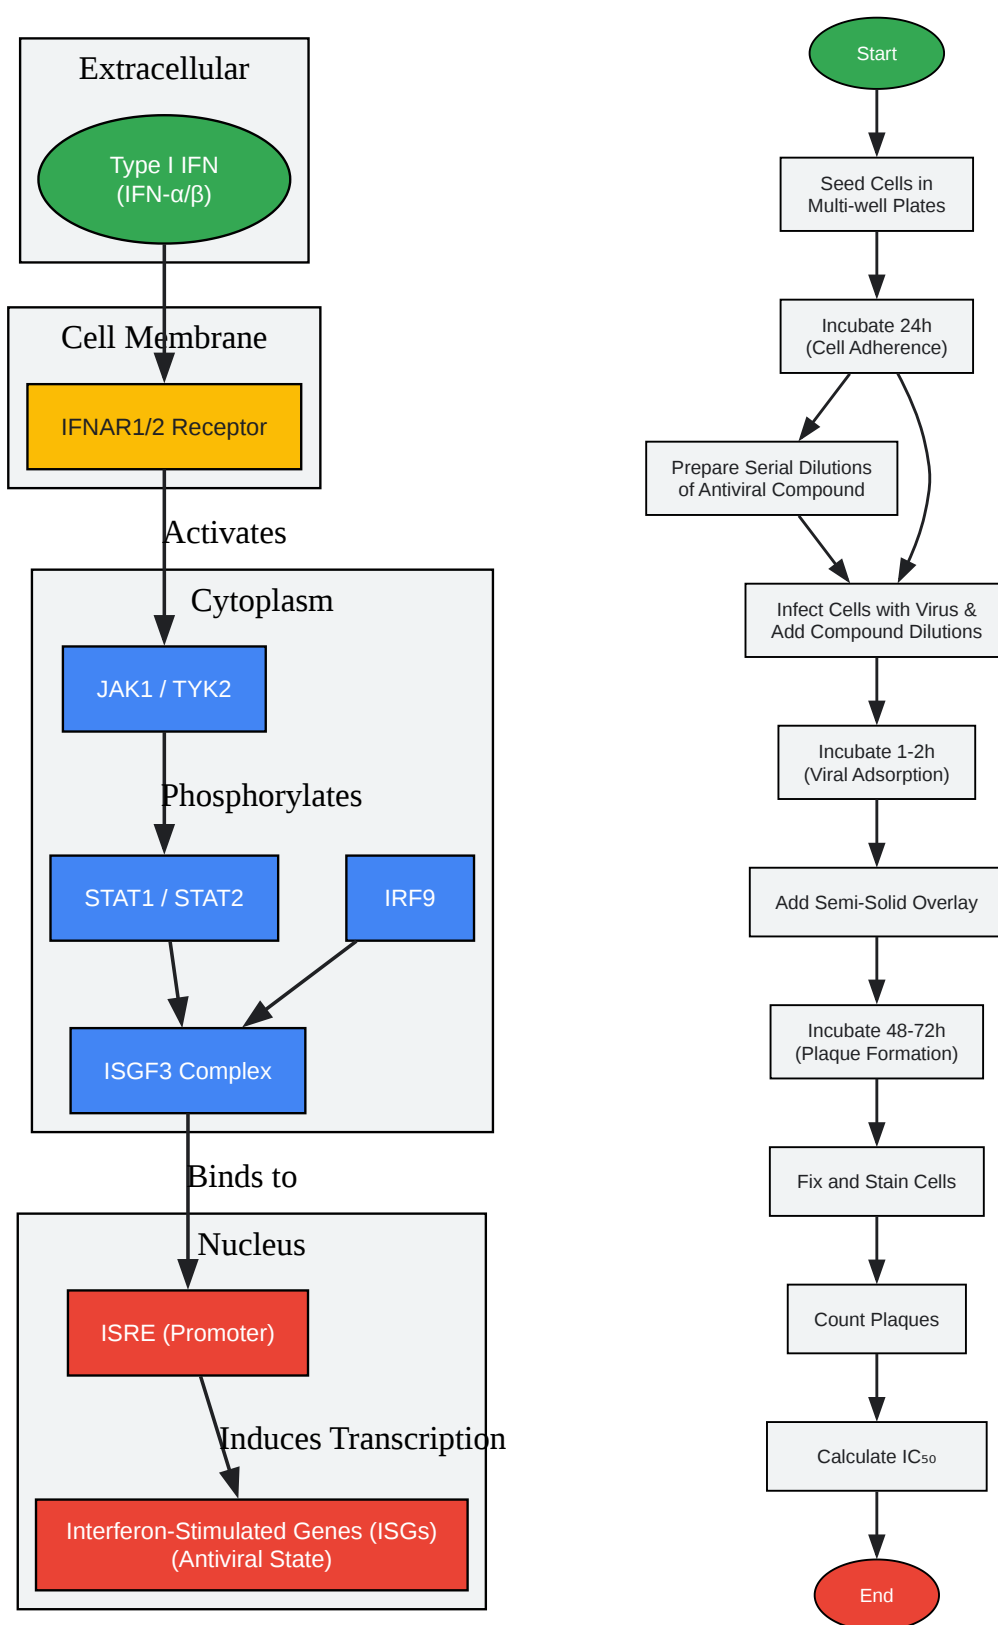 Extracellular
Type I IFN
(IFN-α/β)
Cell Membrane
IFNAR1/2 Receptor
Activates
Cytoplasm
JAK1 / TYK2
Phosphorylates
STAT1 / STAT2
IRF9
ISGF3 Complex
Binds to
Nucleus
ISRE (Promoter)
Induces Transcription
Interferon-Stimulated Genes (ISGs)
(Antiviral State)
Start
Seed Cells in
Multi-well Plates
Incubate 24h
(Cell Adherence)
Prepare Serial Dilutions
of Antiviral Compound
Infect Cells with Virus &
Add Compound Dilutions
Incubate 1-2h
(Viral Adsorption)
Add Semi-Solid Overlay
Incubate 48-72h
(Plaque Formation)
Fix and Stain Cells
Count Plaques
Calculate IC₅₀
End